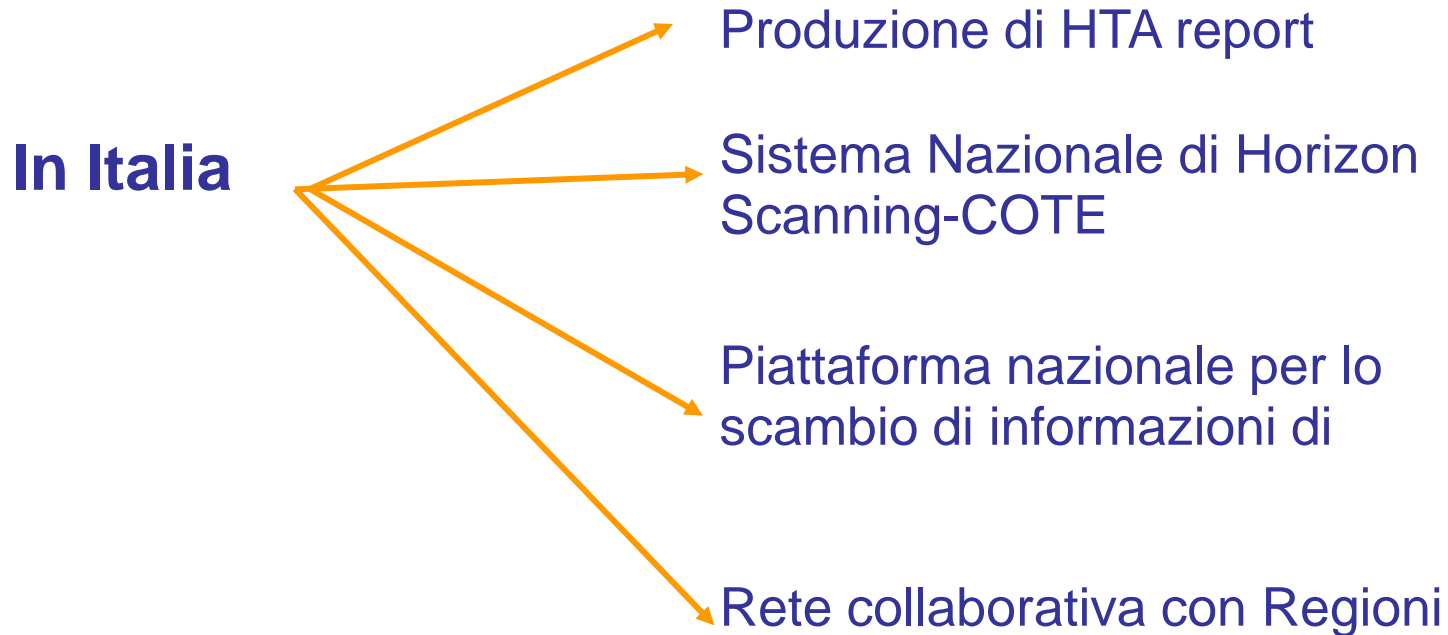 In Italia
Produzione di HTA report
Sistema Nazionale di Horizon
Scanning-COTE
Piattaforma nazionale per lo
scambio di informazioni di
Rete collaborativa con Regioni